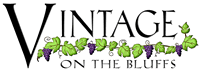 VINTAGE
ON THE BLUFFS